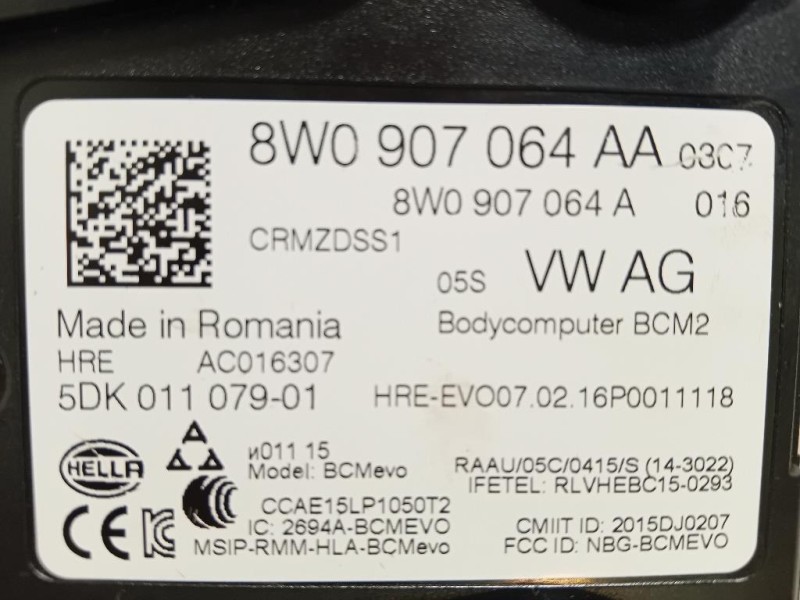 8W0 907 064 AA 0307
8W0 907 064 A 016
CRMZDSS1
05S VW AG
Made in Romania Bodycomputer BCM2
HRE AC016307
5DK 011 079-01 HRE-EVO07.02.16P0011118
HELLA
A
и011 15
Model: BCMevo
RAAU/05C/0415/S (14-3022)
IFETEL: RLVHEBC15-0293
CE
CCAE15LP1050T2
IC: 2694A-BCMEVO
MSIP-RMM-HLA-BCMevo
CMIIT ID: 2015DJ0207
FCC ID: NBG-BCMEVO